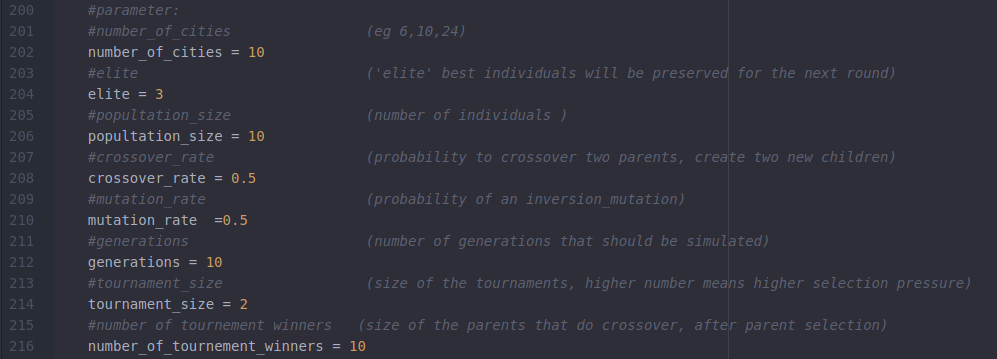 200 #parameter:
201 #number_of_cities (eg 6,10,24)
202 number_of_cities = 10
203 #elite ('elite' best individuals will be preserved for the next round)
204 elite = 3
205 #popultation_size (number of individuals )
206 popultation_size = 10
207 #crossover_rate (probability to crossover two parents, create two new children)
208 crossover_rate = 0.5
209 #mutation_rate (probability of an inversion_mutation)
210 mutation_rate  =0.5
211 #generations (number of generations that should be simulated)
212 generations = 10
213 #tournament_size (size of the tournaments, higher number means higher selection pressure)
214 tournament_size = 2
215 #number of tournement winners (size of the parents that do crossover, after parent selection)
216 number_of_tournement_winners = 10